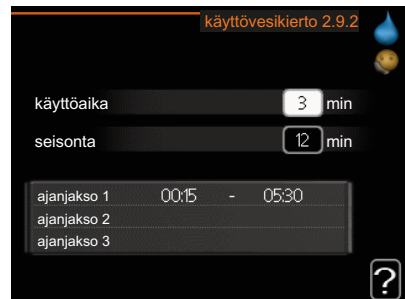 käyttövesikierto 2.9.2
käyttöaika 3 min
seisonta 12 min
ajanjakso 1 00:15 - 05:30
ajanjakso 2
ajanjakso 3
?